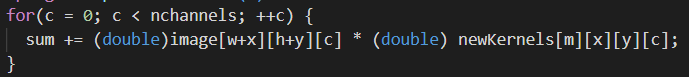 for(c = 0; c < nchannels; ++c) {
  sum += (double)image[w+x][h+y][c] * (double) newKernels[m][x][y][c];
}